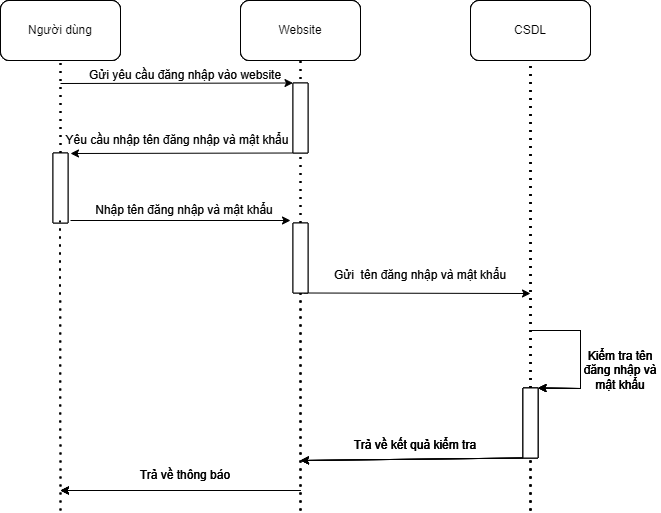 Người dùng
Website
CSDL
Gửi yêu cầu đăng nhập vào website
Yêu cầu nhập tên đăng nhập và mật khẩu
Nhập tên đăng nhập và mật khẩu
Gửi tên đăng nhập và mật khẩu
Kiểm tra tên
đăng nhập và
mật khẩu
Trả về kết quả kiểm tra
Trả về thông báo